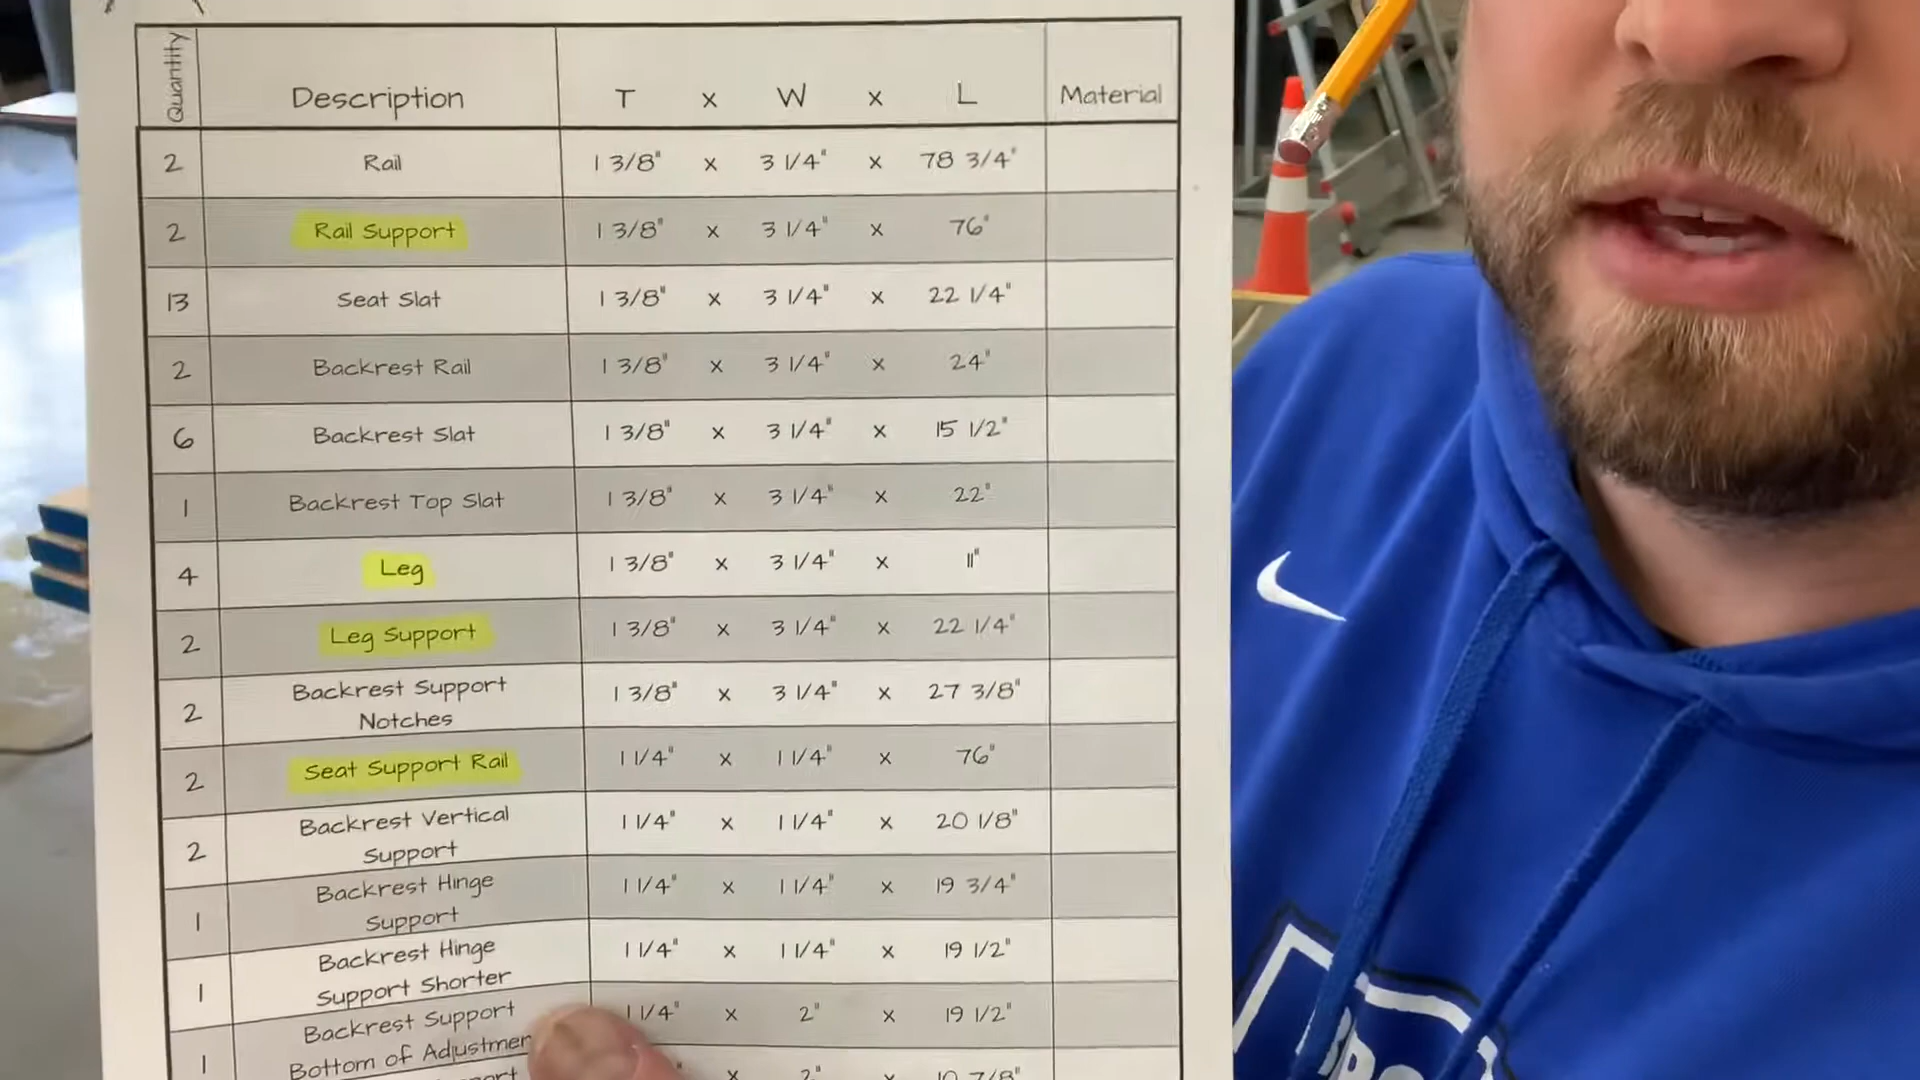 Quantity Description T x W x L Material
2 Rail 1 3/8" x 3 1/4" x 78 3/4"
2 Rail Support 1 3/8" x 3 1/4" x 76"
13 Seat Slat 1 3/8" x 3 1/4" x 22 1/4"
2 Backrest Rail 1 3/8" x 3 1/4" x 24"
6 Backrest Slat 1 3/8" x 3 1/4" x 15 1/2"
1 Backrest Top Slat 1 3/8" x 3 1/4" x 22"
4 Leg 1 3/8" x 3 1/4" x 11"
2 Leg Support 1 3/8" x 3 1/4" x 22 1/4"
2 Backrest Support 1 3/8" x 3 1/4" x 27 3/8"
Notches
2 Seat Support Rail 1 1/4" x 1 1/4" x 76"
2 Backrest Vertical 1 1/4" x 1 1/4" x 20 1/8"
Support
1 Backrest Hinge 1 1/4" x 1 1/4" x 19 3/4"
Support
1 Backrest Hinge 1 1/4" x 1 1/4" x 19 1/2"
Support Shorter
1 Backrest Support 1 1/4" x 2" x 19 1/2"
Bottom of Adjustmen
x 2" x